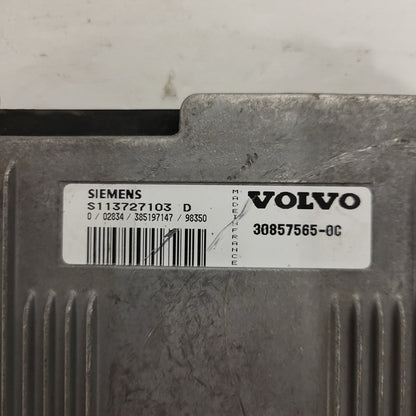 SIEMENS
S113727103 D
0 / 02834 / 385197147 / 98350
MADE IN FRANCE
VOLVO
30857565-0C